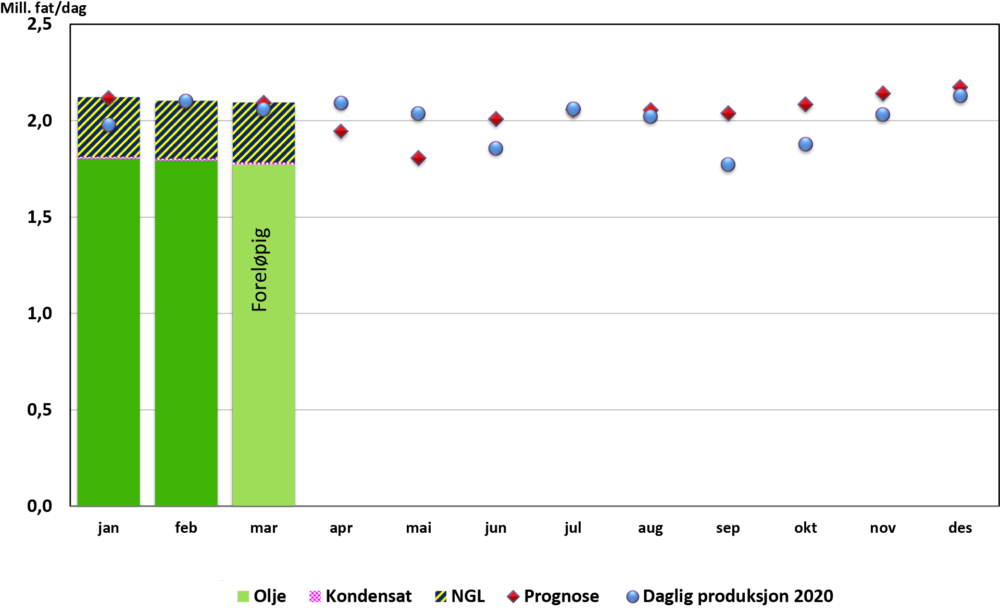 Mill. fat/dag
2,5
2,0
1,5
1,0
0,5
0,0
Foreløpig
jan feb mar apr mai jun jul aug sep okt nov des
Olje Kondensat NGL Prognose Daglig produksjon 2020